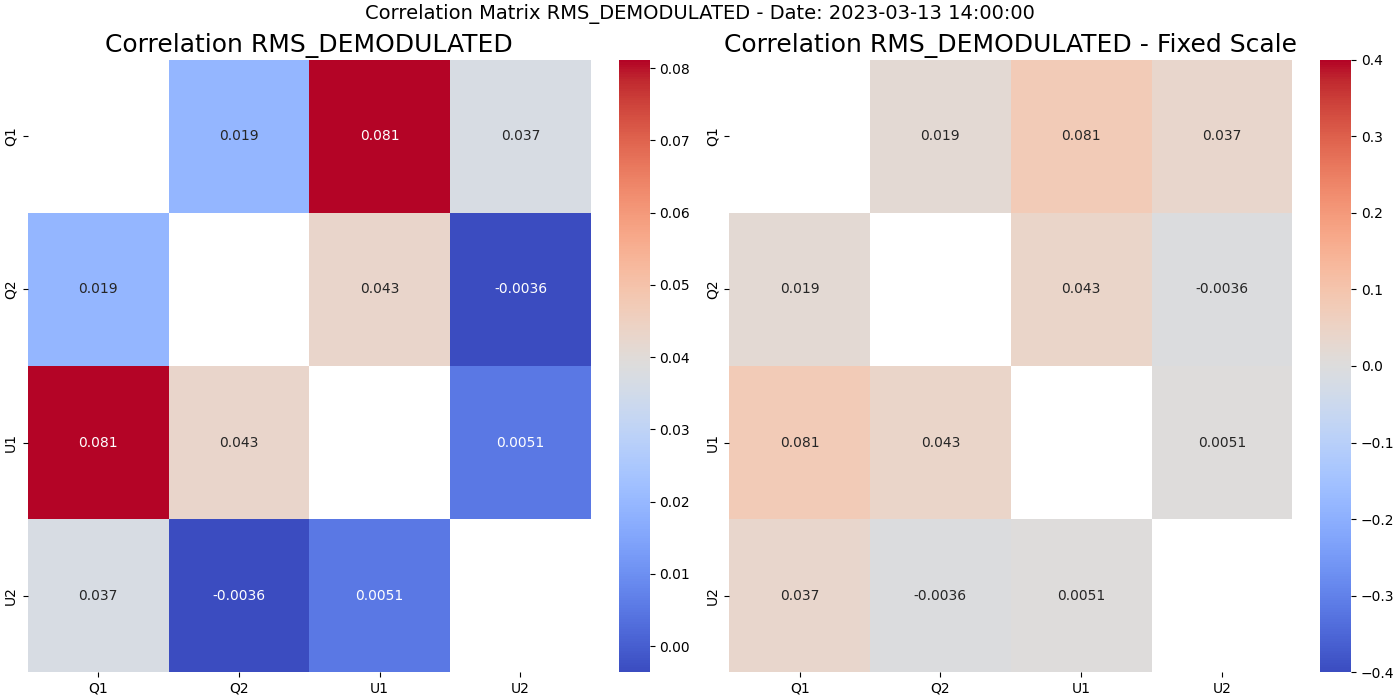 Correlation Matrix RMS_DEMODULATED - Date: 2023-03-13 14:00:00
Correlation RMS_DEMODULATED
Q1
0.019
0.081
0.037
Q2
0.019
0.043
-0.0036
U1
0.081
0.043
0.0051
U2
0.037
-0.0036
0.0051
Q1
Q2
U1
U2
0.08
0.07
0.06
0.05
0.04
0.03
0.02
0.01
0.00
Correlation RMS_DEMODULATED - Fixed Scale
Q1
0.019
0.081
0.037
Q2
0.019
0.043
-0.0036
U1
0.081
0.043
0.0051
U2
0.037
-0.0036
0.0051
Q1
Q2
U1
U2
0.4
0.3
0.2
0.1
0.0
−0.1
−0.2
−0.3
−0.4